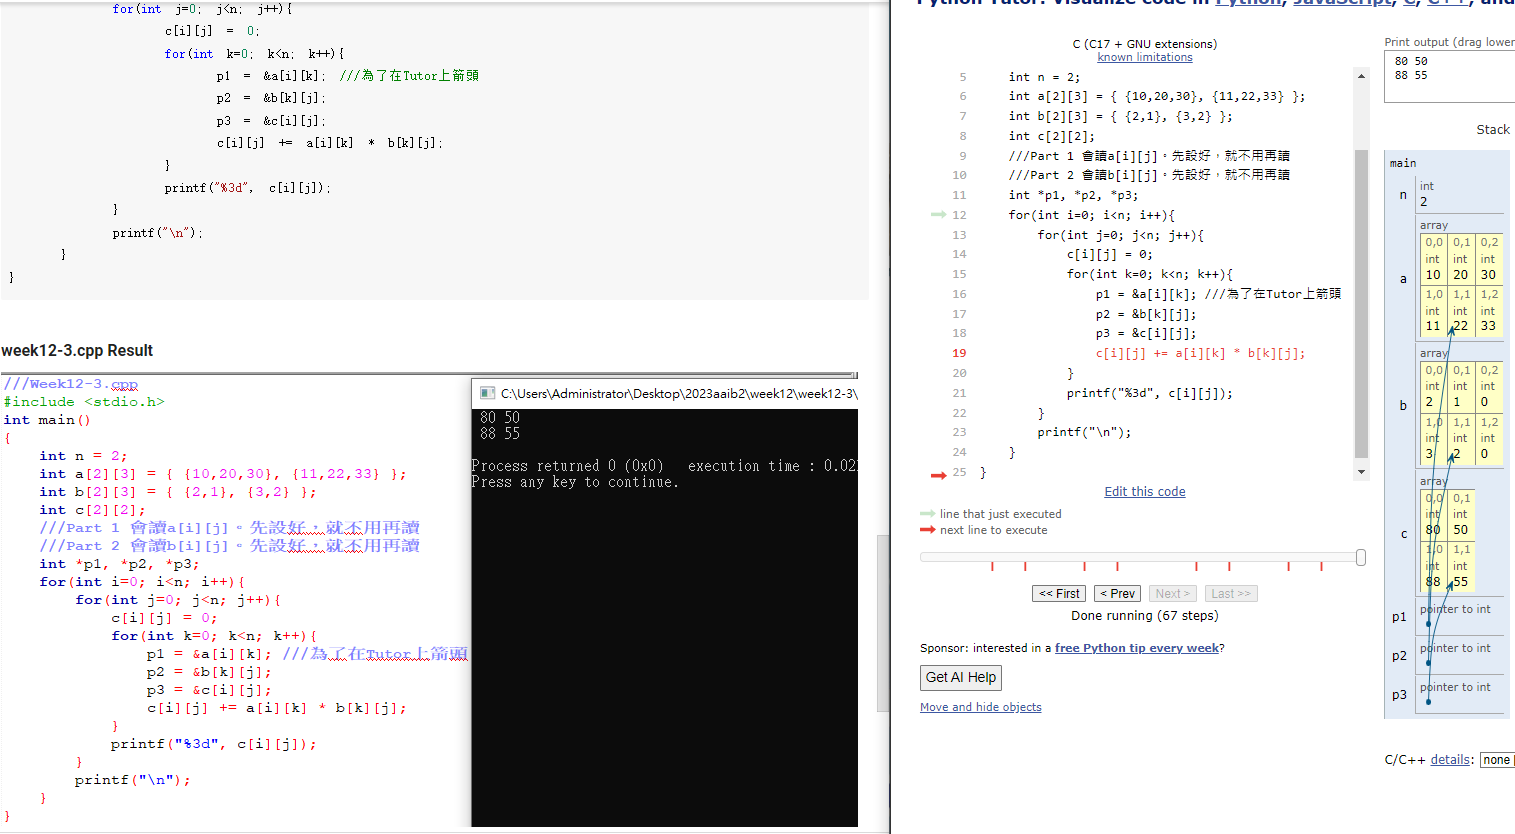 for(int j=0; j<n; j++){
c[i][j] = 0;
for(int k=0; k<n; k++){
p1 = &a[i][k]; ///為了在Tutor上箭頭
p2 = &b[k][j];
p3 = &c[i][j];
c[i][j] += a[i][k] * b[k][j];
}
printf("%3d", c[i][j]);
}
printf("\n");
}
}
week12-3.cpp Result
///Week12-3.cpp
#include <stdio.h>
int main()
{
int n = 2;
int a[2][3] = { {10,20,30}, {11,22,33} };
int b[2][3] = { {2,1}, {3,2} };
int c[2][2];
///Part 1 會讀a[i][j]。先設好，就不用再讀
///Part 2 會讀b[i][j]。先設好，就不用再讀
int *p1, *p2, *p3;
for(int i=0; i<n; i++){
for(int j=0; j<n; j++){
c[i][j] = 0;
for(int k=0; k<n; k++){
p1 = &a[i][k]; ///為了在Tutor上箭頭
p2 = &b[k][j];
p3 = &c[i][j];
c[i][j] += a[i][k] * b[k][j];
}
printf("%3d", c[i][j]);
}
printf("\n");
}
}
C:\Users\Administrator\Desktop\2023aaib2\week12\week12-3\
80 50
88 55
Process returned 0 (0x0) execution time : 0.02
Press any key to continue.
Python Tutor: Visualize code in Python, JavaScript, C, C++, and
C (C17 + GNU extensions)
known limitations
5 int n = 2;
6 int a[2][3] = { {10,20,30}, {11,22,33} };
7 int b[2][3] = { {2,1}, {3,2} };
8 int c[2][2];
9 ///Part 1 會讀a[i][j]。先設好，就不用再讀
10 ///Part 2 會讀b[i][j]。先設好，就不用再讀
11 int *p1, *p2, *p3;
12 for(int i=0; i<n; i++){
13 for(int j=0; j<n; j++){
14 c[i][j] = 0;
15 for(int k=0; k<n; k++){
16 p1 = &a[i][k]; ///為了在Tutor上箭頭
17 p2 = &b[k][j];
18 p3 = &c[i][j];
19 c[i][j] += a[i][k] * b[k][j];
20 }
21 printf("%3d", c[i][j]);
22 }
23 printf("\n");
24 }
25 }
Edit this code
line that just executed
next line to execute
<< First < Prev Next > Last >>
Done running (67 steps)
Sponsor: interested in a free Python tip every week?
Get AI Help
Move and hide objects
Print output (drag lower
80 50
88 55
Stack
main
n int
2
a array
0,0 0,1 0,2
int int int
10 20 30
1,0 1,1 1,2
int int int
11 22 33
b array
0,0 0,1 0,2
int int int
2 1 0
1,0 1,1 1,2
int int int
3 2 0
c array
0,0 0,1
int int
80 50
1,0 1,1
int int
88 55
p1 pointer to int
p2 pointer to int
p3 pointer to int
C/C++ details: none